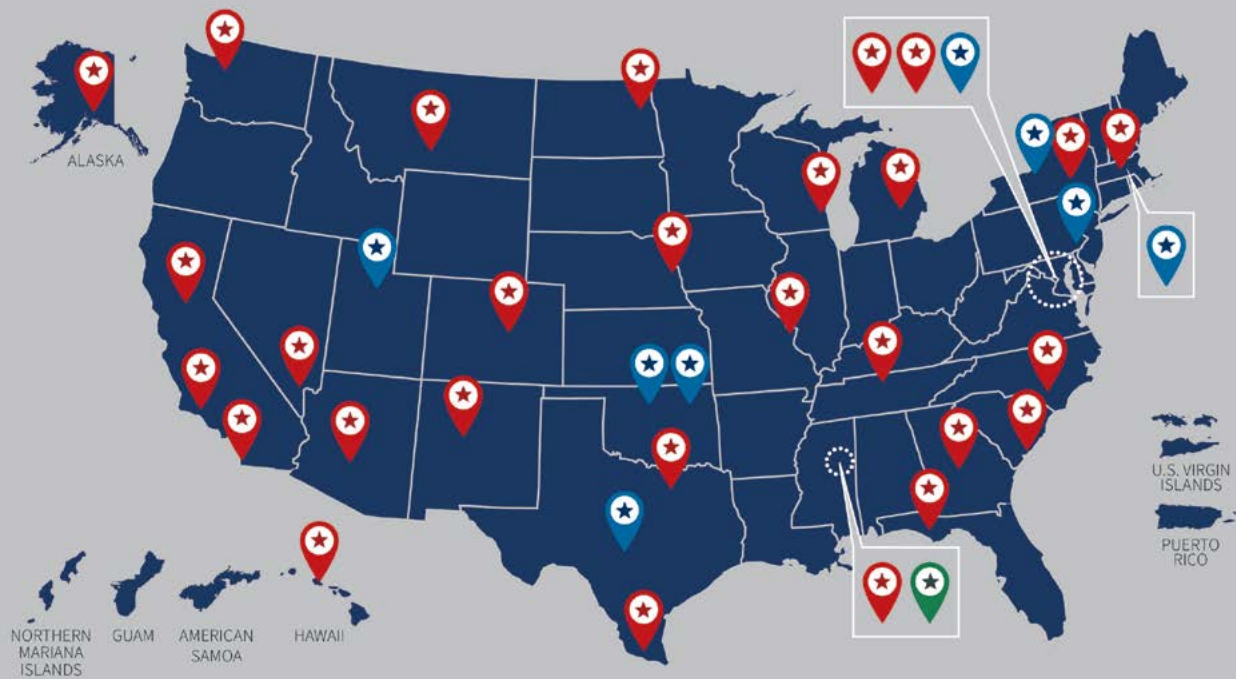 ALASKA
U.S. VIRGIN
ISLANDS
PUERTO
RICO
NORTHERN
MARIANA
ISLANDS
GUAM
AMERICAN
SAMOA
HAWAII